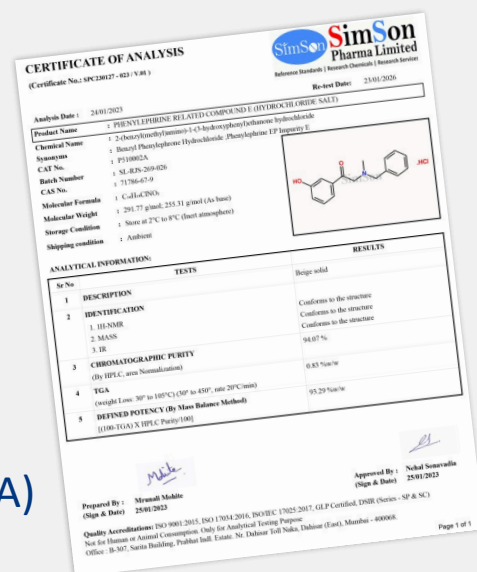 CERTIFICATE OF ANALYSIS
(Certificate No.: SPC230127 - 023 / V.01 )
SimSon
SimSon
Pharma Limited
Reference Standards | Research Chemicals | Research Services
Analysis Date : 24/01/2023
Re-test Date: 23/01/2026
Product Name : PHENYLEPHRINE RELATED COMPOUND E (HYDROCHLORIDE SALT)
Chemical Name : 2-(benzyl(methyl)amino)-1-(3-hydroxyphenyl)ethanone hydrochloride
Synonyms : Benzyl Phenylephrone Hydrochloride ;Phenylephrine EP Impurity E
CAT No. : P510002A
Batch Number : SL-RJS-269-026
CAS No. : 71786-67-9
Molecular Formula : C₁₆H₁₈ClNO₂
Molecular Weight : 291.77 g/mol; 255.31 g/mol (As base)
Storage Condition : Store at 2°C to 8°C (Inert atmosphere)
Shipping condition : Ambient
HO
O
N
.HCl
ANALYTICAL INFORMATION:
Sr No TESTS RESULTS
1 DESCRIPTION Beige solid
2 IDENTIFICATION
1. 1H-NMR Conforms to the structure
2. MASS Conforms to the structure
3. IR Conforms to the structure
3 CHROMATOGRAPHIC PURITY 94.07 %
(By HPLC, area Normalization)
4 TGA 0.83 %w/w
(weight Loss 30° to 105°C) (30° to 450°, rate 20°C/min)
5 DEFINED POTENCY (By Mass Balance Method) 93.29 %w/w
[(100-TGA) X HPLC Purity/100]
Prepared By : Mrunali Mohite
(Sign & Date) 25/01/2023
Approved By : Nehal Sonavadia
(Sign & Date) 25/01/2023
Quality Accreditations: ISO 9001:2015, ISO 17034:2016, ISO/IEC 17025:2017, GLP Certified, DSIR (Series - SP & SC)
Not for Human or Animal Consumption. Only for Analytical Testing Purpose
Office : B-307, Sarita Building, Prabhat Indl. Estate. Nr. Dahisar Toll Naka, Dahisar (East), Mumbai - 400068.
Page 1 of 1
A)